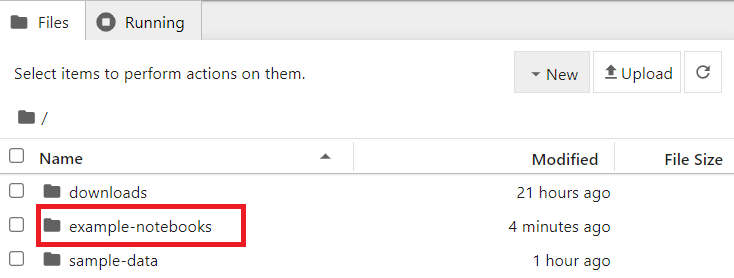 Files Running
Select items to perform actions on them. New Upload
/
Name Modified File Size
downloads 21 hours ago
example-notebooks 4 minutes ago
sample-data 1 hour ago